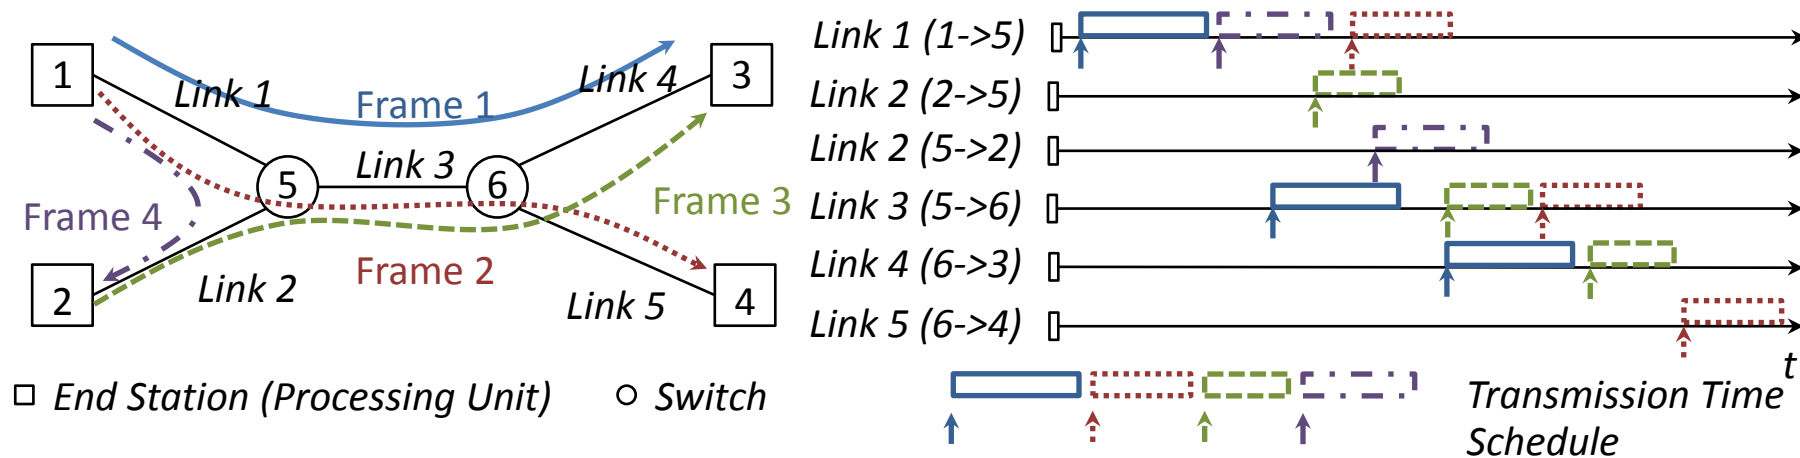 1
Link 1
Frame 1
Link 4
3
Link 3
5
6
Frame 4
Frame 3
2
Link 2
Frame 2
Link 5
4
End Station (Processing Unit)
Switch
Link 1 (1->5)
Link 2 (2->5)
Link 2 (5->2)
Link 3 (5->6)
Link 4 (6->3)
Link 5 (6->4)
t
Transmission Time
Schedule